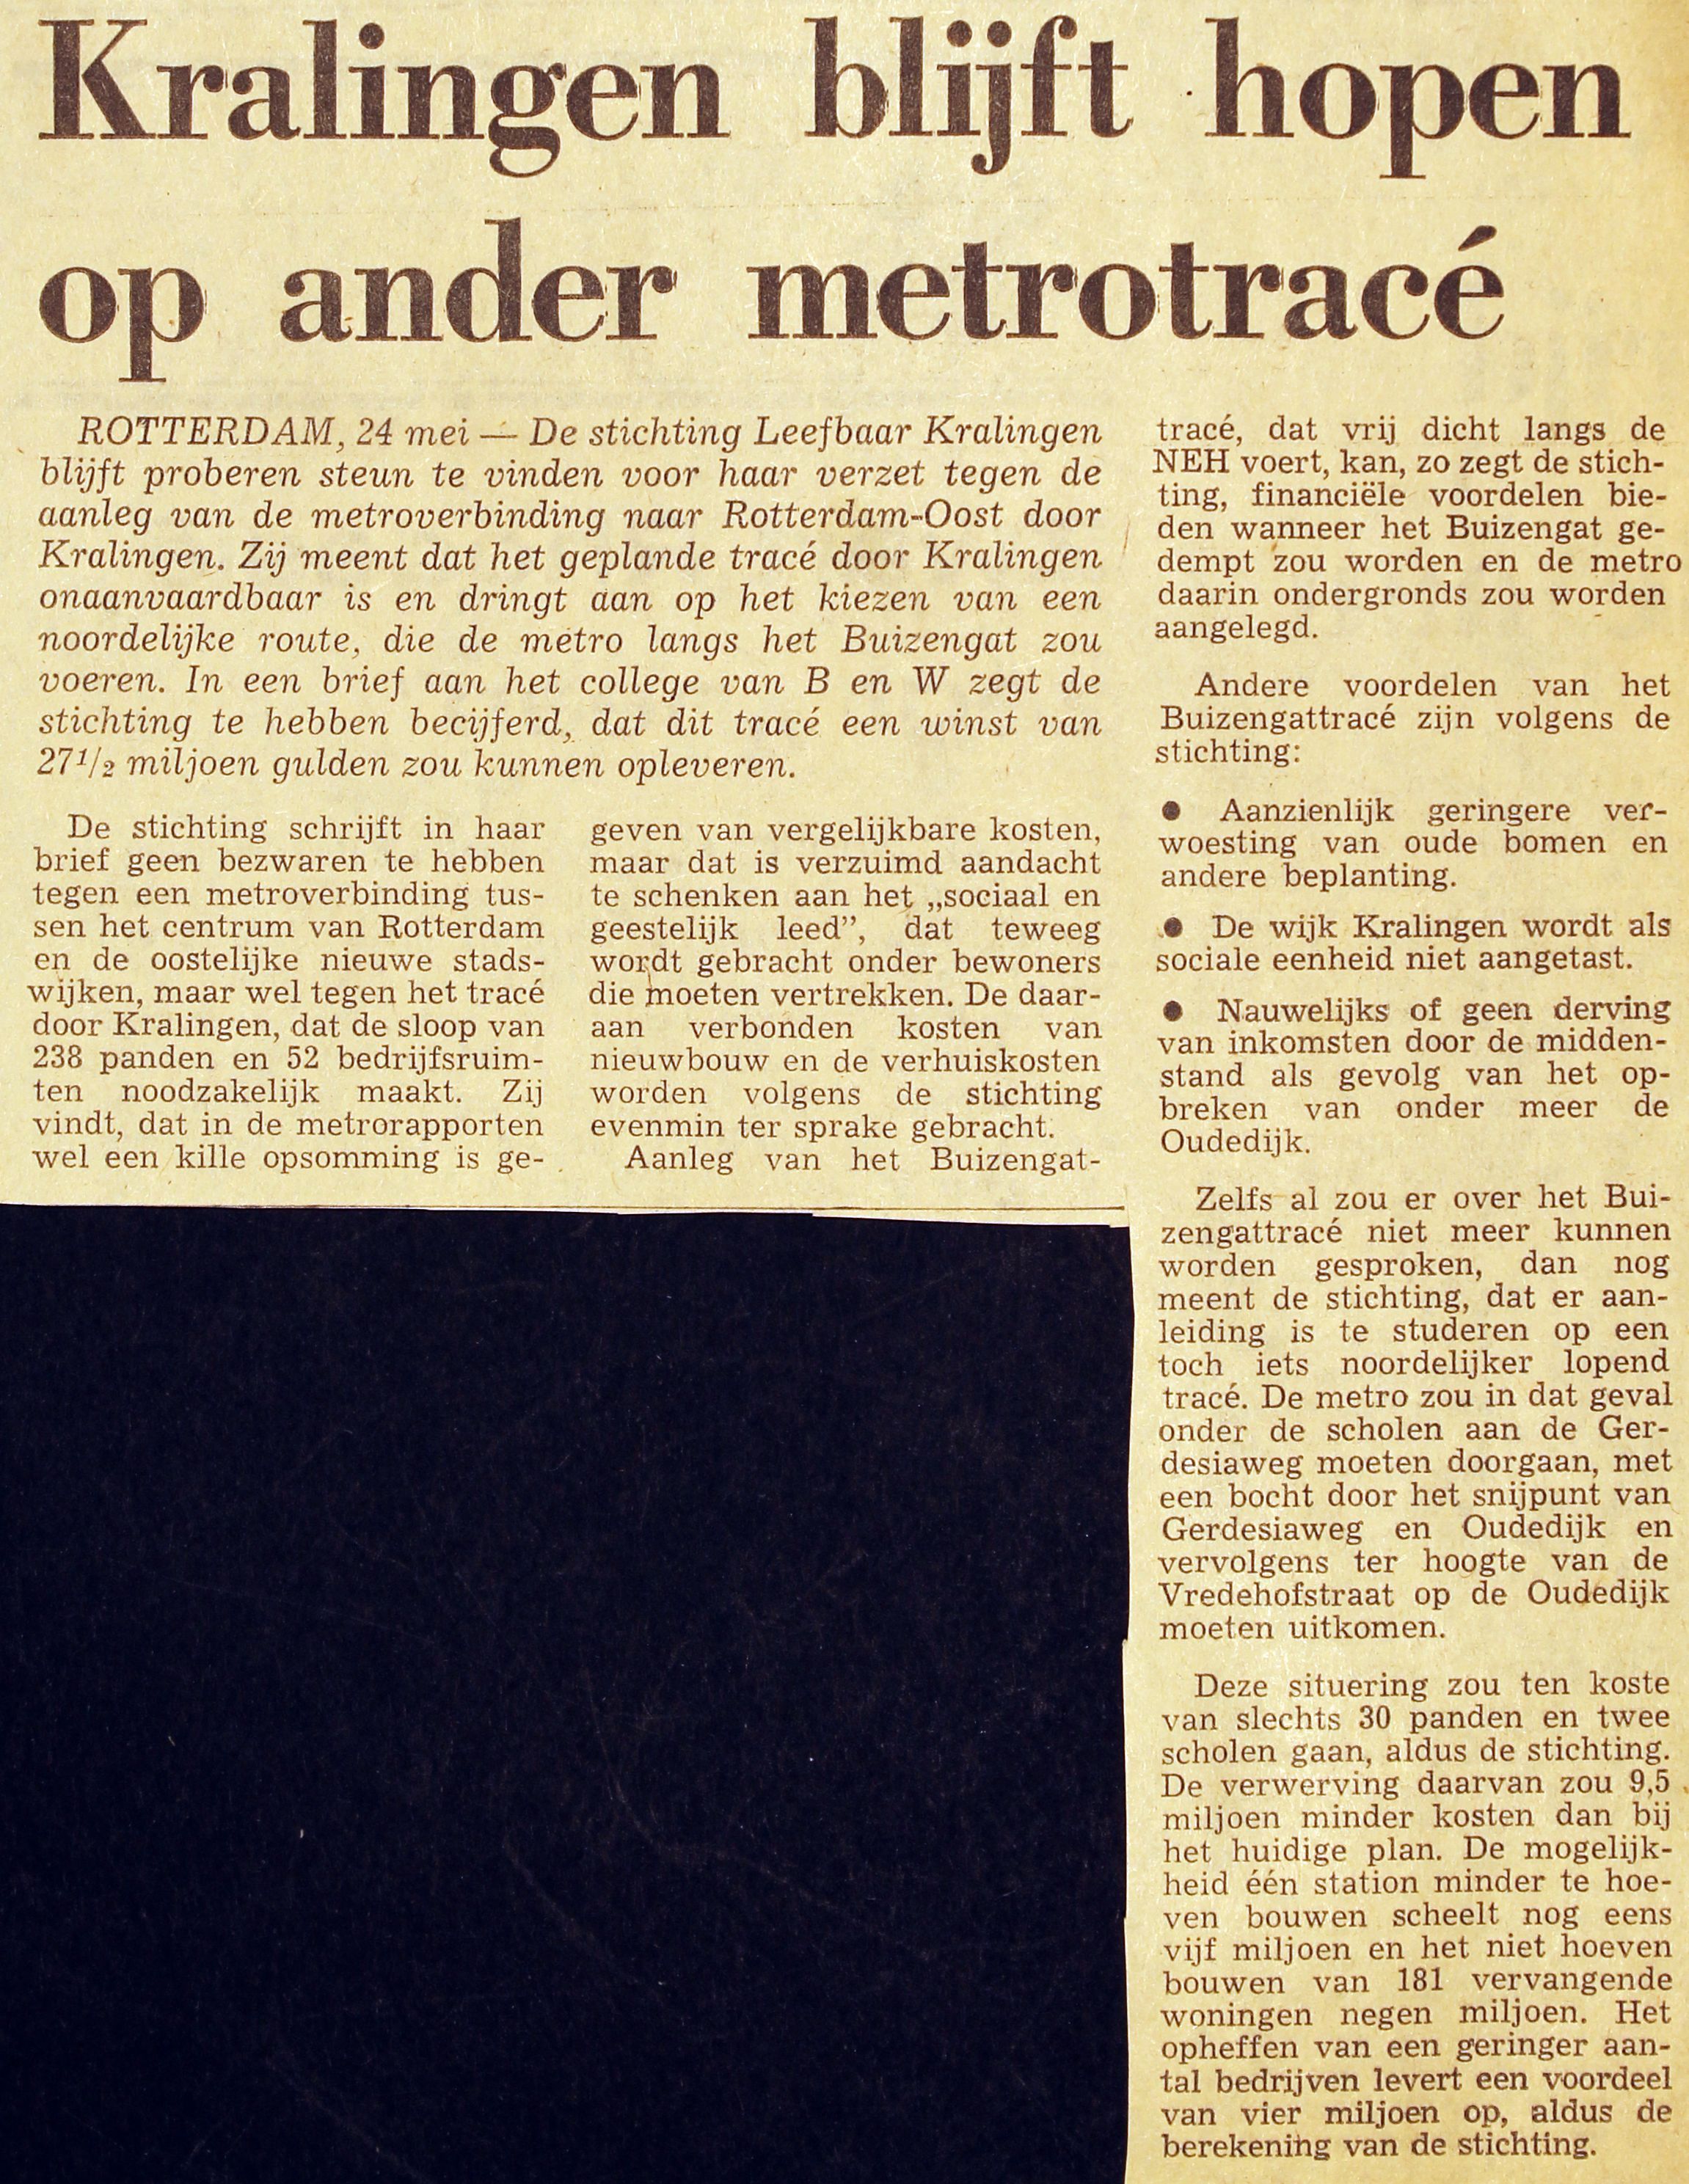 Kralingen blijft hopen
op ander metrotracé
ROTTERDAM, 24 mei — De stichting Leefbaar Kralingen
blijft proberen steun te vinden voor haar verzet tegen de
aanleg van de metroverbinding naar Rotterdam-Oost door
Kralingen. Zij meent dat het geplande tracé door Kralingen
onaanvaardbaar is en dringt aan op het kiezen van een
noordelijke route, die de metro langs het Buizengat zou
voeren. In een brief aan het college van B en W zegt de
stichting te hebben becijferd, dat dit tracé een winst van
27 1/2 miljoen gulden zou kunnen opleveren.
De stichting schrijft in haar
brief geen bezwaren te hebben
tegen een metroverbinding tus-
sen het centrum van Rotterdam
en de oostelijke nieuwe stads-
wijken, maar wel tegen het tracé
door Kralingen, dat de sloop van
238 panden en 52 bedrijfsruim-
ten noodzakelijk maakt. Zij
vindt, dat in de metrorapporten
wel een kille opsomming is ge-
geven van vergelijkbare kosten,
maar dat is verzuimd aandacht
te schenken aan het „sociaal en
geestelijk leed”, dat teweeg
wordt gebracht onder bewoners
die moeten vertrekken. De daar-
aan verbonden kosten van
nieuwbouw en de verhuiskosten
worden volgens de stichting
evenmin ter sprake gebracht.
Aanleg van het Buizengat-
tracé, dat vrij dicht langs de
NEH voert, kan, zo zegt de stich-
ting, financiële voordelen bie-
den wanneer het Buizengat ge-
dempt zou worden en de metro
daarin ondergronds zou worden
aangelegd.
Andere voordelen van het
Buizengattracé zijn volgens de
stichting:
● Aanzienlijk geringere ver-
woesting van oude bomen en
andere beplanting.
● De wijk Kralingen wordt als
sociale eenheid niet aangetast.
● Nauwelijks of geen derving
van inkomsten door de midden-
stand als gevolg van het op-
breken van onder meer de
Oudedijk.
Zelfs al zou er over het Bui-
zengattracé niet meer kunnen
worden gesproken, dan nog
meent de stichting, dat er aan-
leiding is te studeren op een
toch iets noordelijker lopend
tracé. De metro zou in dat geval
onder de scholen aan de Ger-
desiaweg moeten doorgaan, met
een bocht door het snijpunt van
Gerdesiaweg en Oudedijk en
vervolgens ter hoogte van de
Vredehofstraat op de Oudedijk
moeten uitkomen.
Deze situering zou ten koste
van slechts 30 panden en twee
scholen gaan, aldus de stichting.
De verwerving daarvan zou 9,5
miljoen minder kosten dan bij
het huidige plan. De mogelijk-
heid één station minder te hoe-
ven bouwen scheelt nog eens
vijf miljoen en het niet hoeven
bouwen van 181 vervangende
woningen negen miljoen. Het
opheffen van een geringer aan-
tal bedrijven levert een voordeel
van vier miljoen op, aldus de
berekening van de stichting.